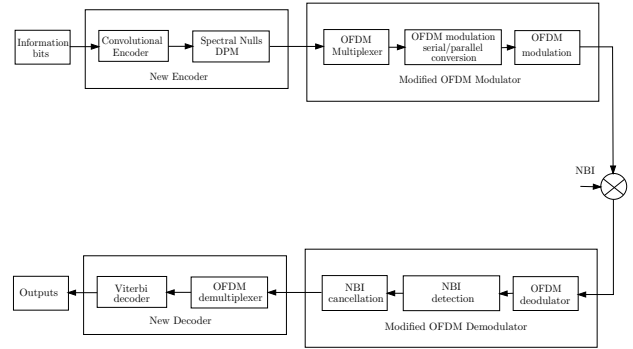 Information
bits
Convolutional
Encoder
Spectral Nulls
DPM
New Encoder
OFDM
Multiplexer
OFDM modulation
serial/parallel
conversion
OFDM
modulation
Modified OFDM Modulator
NBI
Outputs
Viterbi
decoder
OFDM
demultiplexer
New Decoder
NBI
cancellation
NBI
detection
OFDM
deodulator
Modified OFDM Demodulator